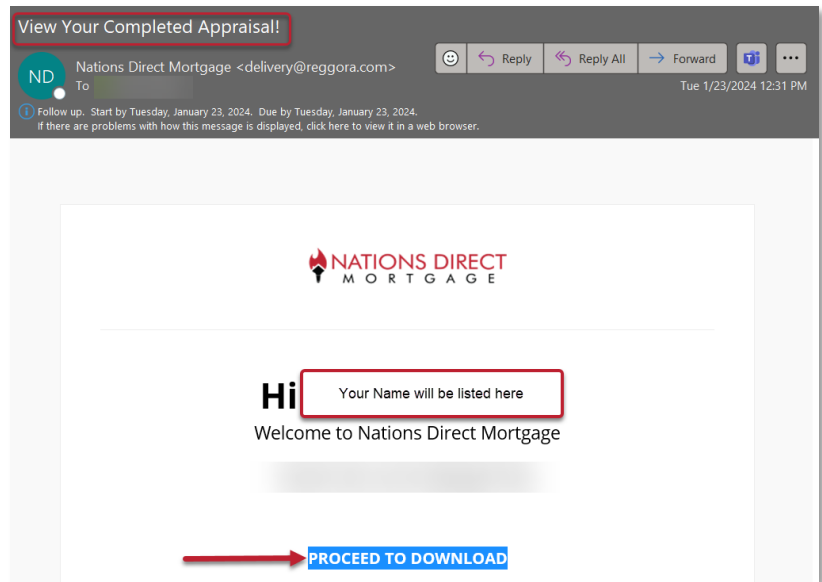 View Your Completed Appraisal!
ND
Nations Direct Mortgage <delivery@reggora.com>
Reply
Reply All
Forward
To
Tue 1/23/2024 12:31 PM
Follow up. Start by Tuesday, January 23, 2024. Due by Tuesday, January 23, 2024.
If there are problems with how this message is displayed, click here to view it in a web browser.
NATIONS DIRECT
MORTGAGE
Hi
Your Name will be listed here
Welcome to Nations Direct Mortgage
PROCEED TO DOWNLOAD